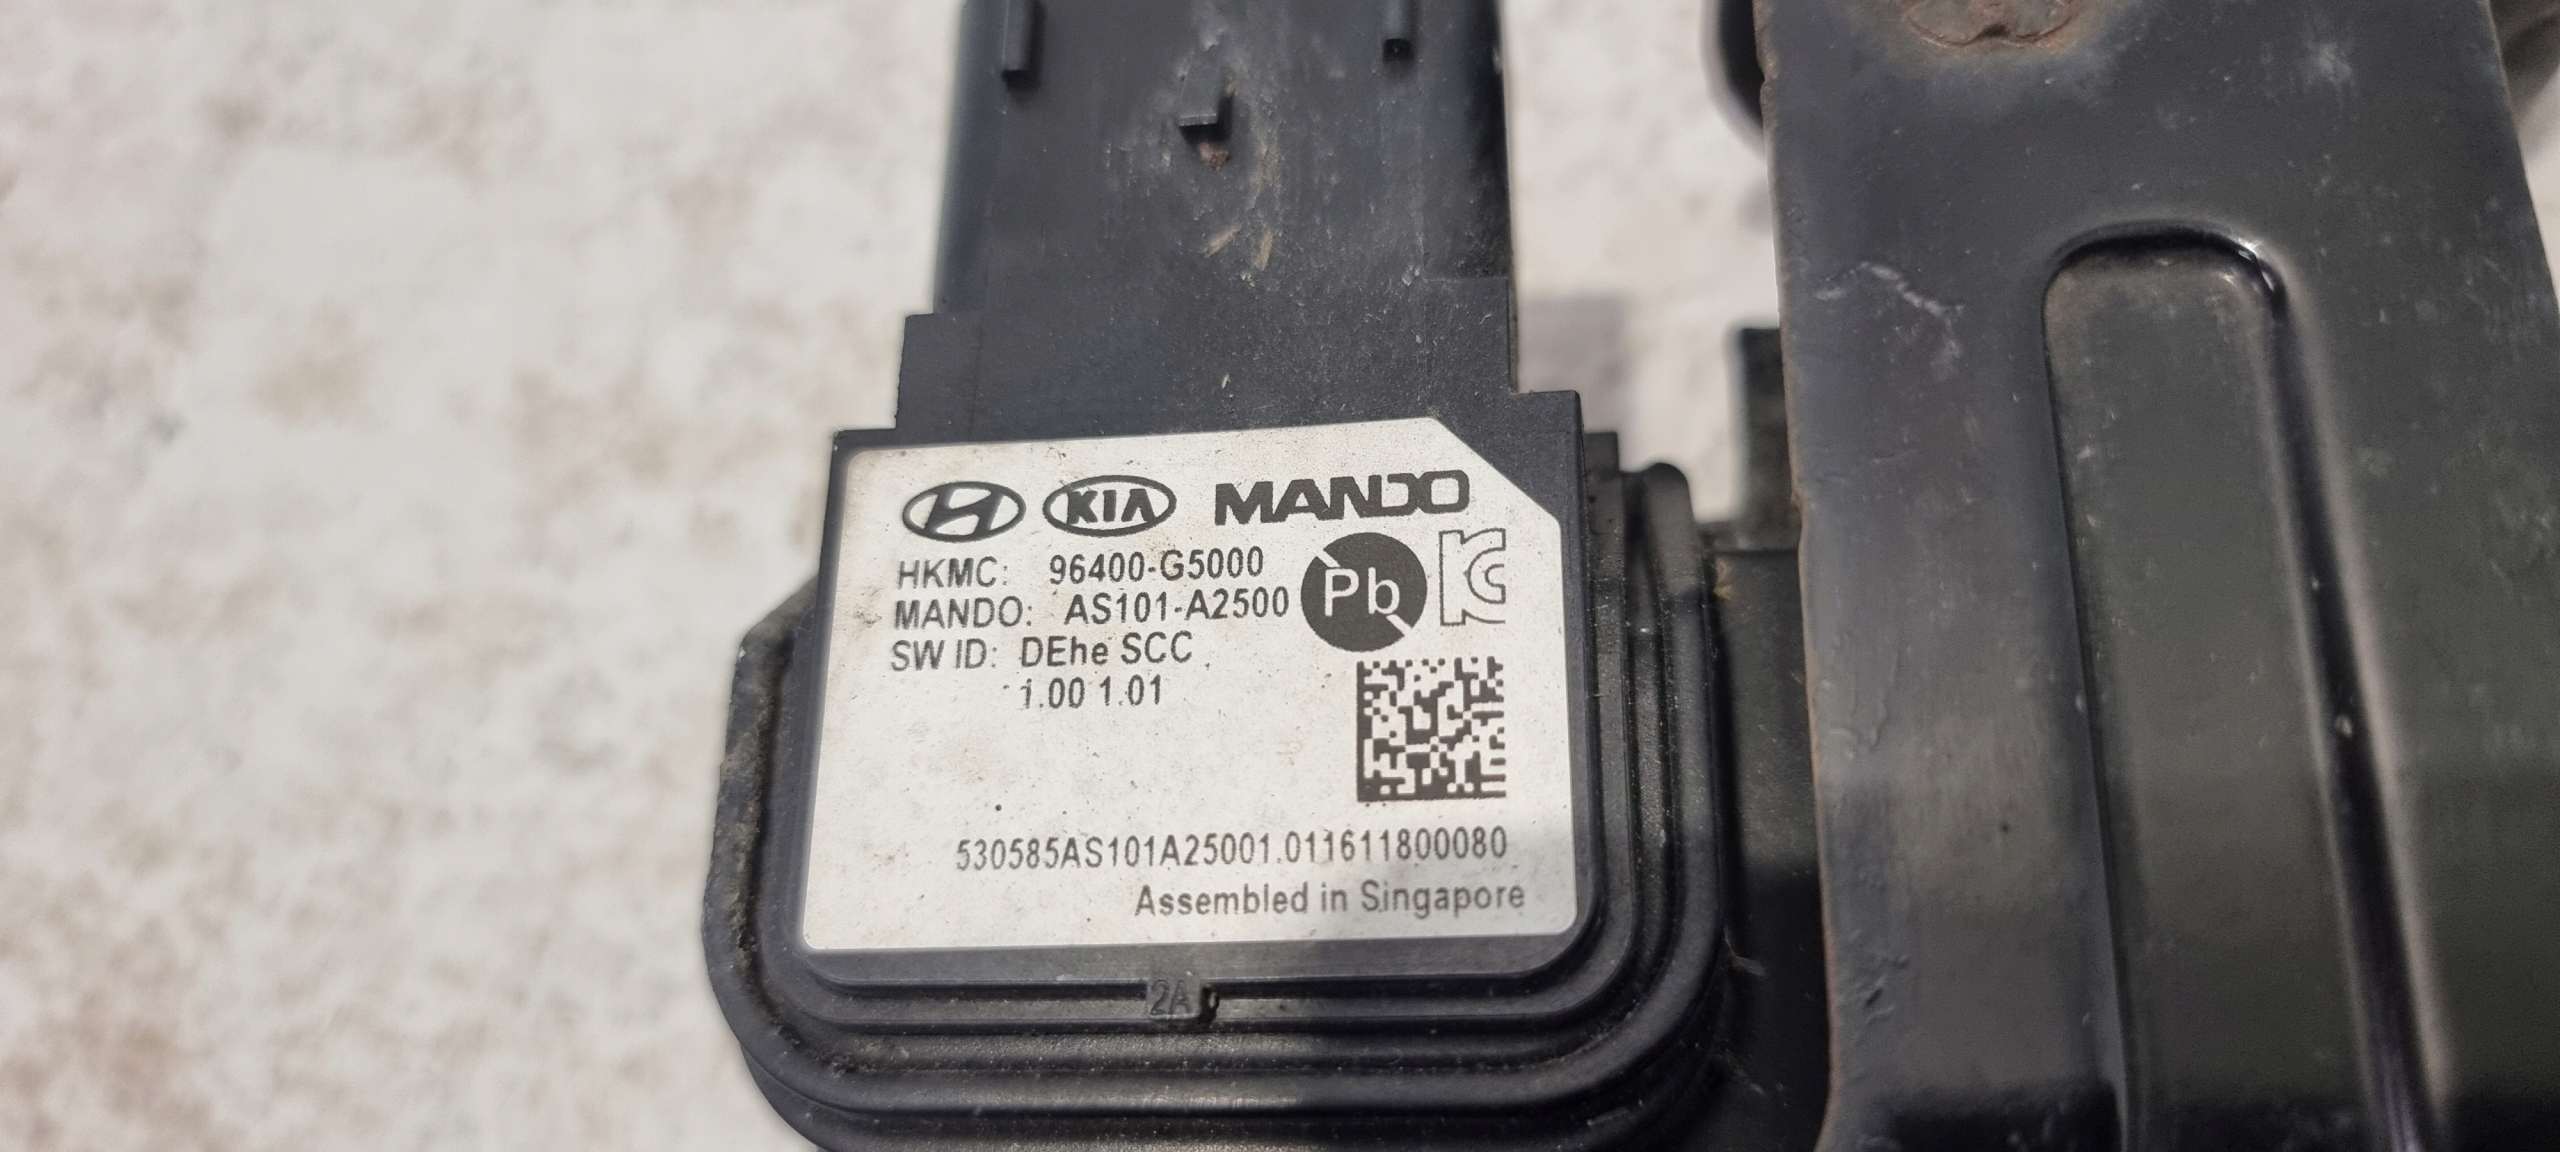 KIA MANDO
HKMC: 96400-G5000
MANDO: AS101-A2500
Pb
SW ID: DEhe SCC
1.00 1.01
530585AS101A25001.011611800080
Assembled in Singapore
2A